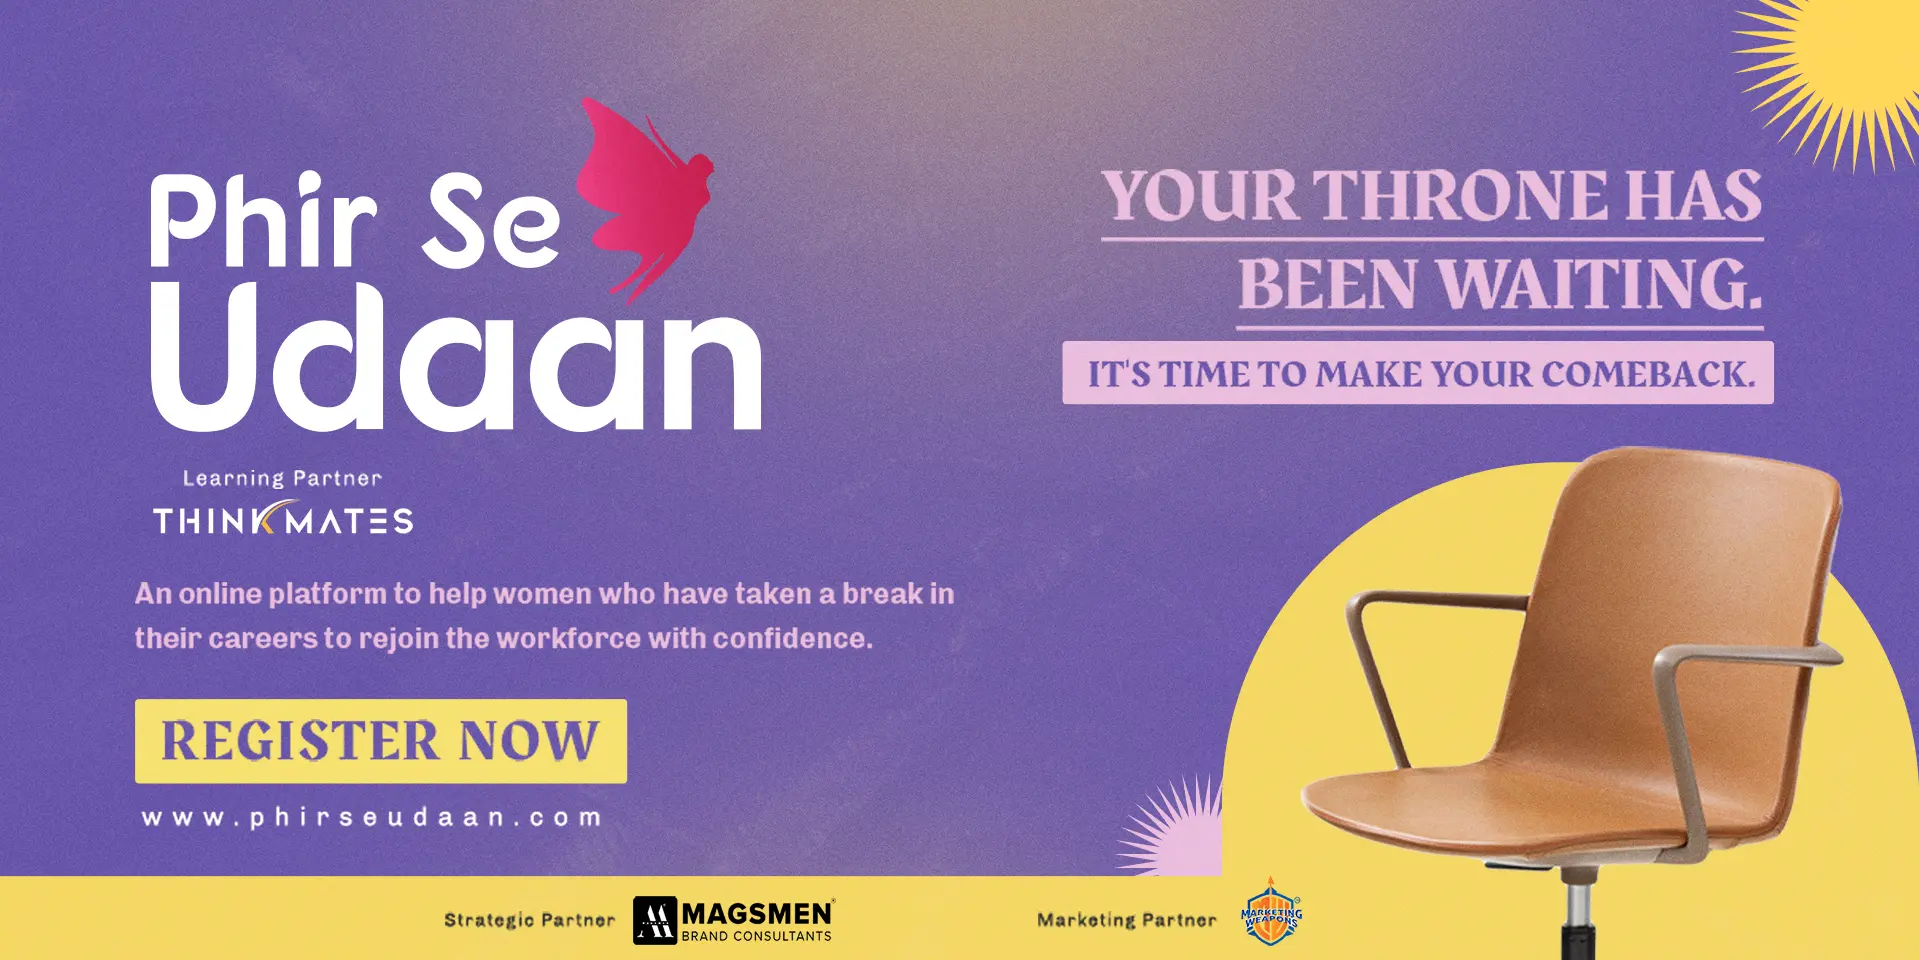 Phir Se
Udaan
Learning Partner
THINKMATES
An online platform to help women who have taken a break in
their careers to rejoin the workforce with confidence.
REGISTER NOW
www.phirseudaan.com
YOUR THRONE HAS
BEEN WAITING.
IT'S TIME TO MAKE YOUR COMEBACK.
Strategic Partner
MAGSMEN
BRAND CONSULTANTS
Marketing Partner
MARKETING
WEAPONS